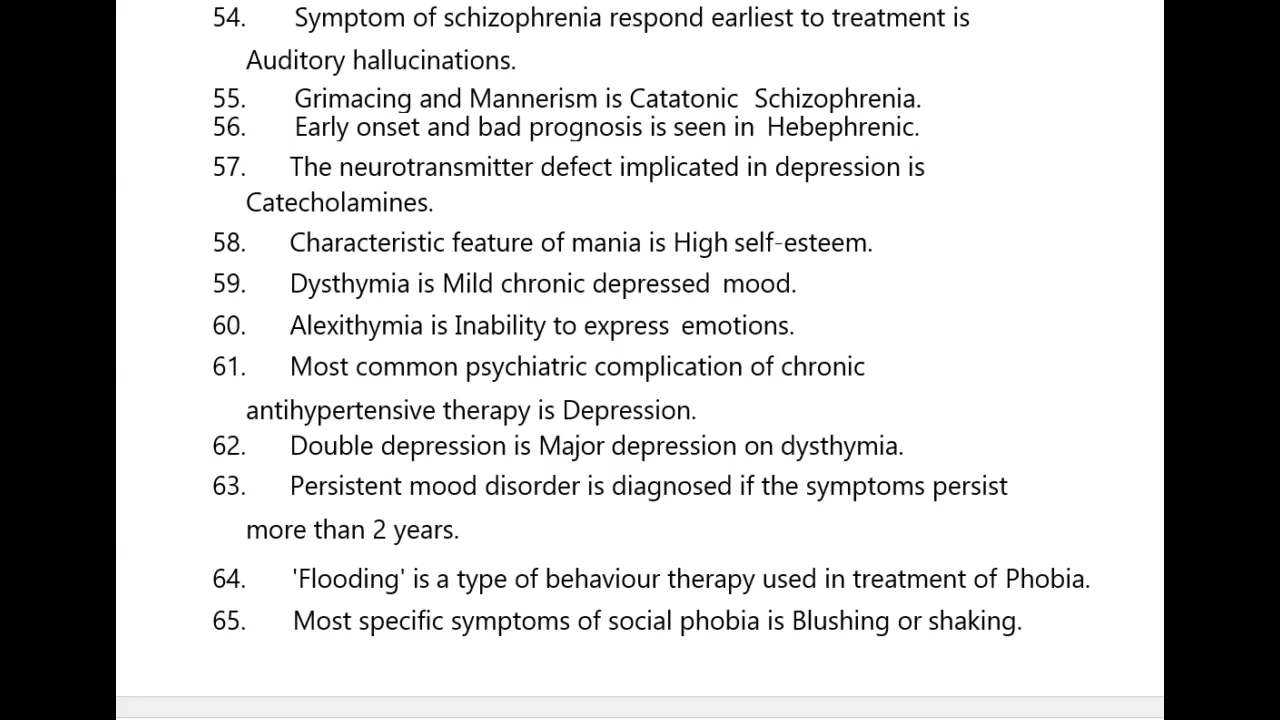 54. Symptom of schizophrenia respond earliest to treatment is
Auditory hallucinations.
55. Grimacing and Mannerism is Catatonic Schizophrenia.
56. Early onset and bad prognosis is seen in Hebephrenic.
57. The neurotransmitter defect implicated in depression is
Catecholamines.
58. Characteristic feature of mania is High self-esteem.
59. Dysthymia is Mild chronic depressed mood.
60. Alexithymia is Inability to express emotions.
61. Most common psychiatric complication of chronic
antihypertensive therapy is Depression.
62. Double depression is Major depression on dysthymia.
63. Persistent mood disorder is diagnosed if the symptoms persist
more than 2 years.
64. 'Flooding' is a type of behaviour therapy used in treatment of Phobia.
65. Most specific symptoms of social phobia is Blushing or shaking.